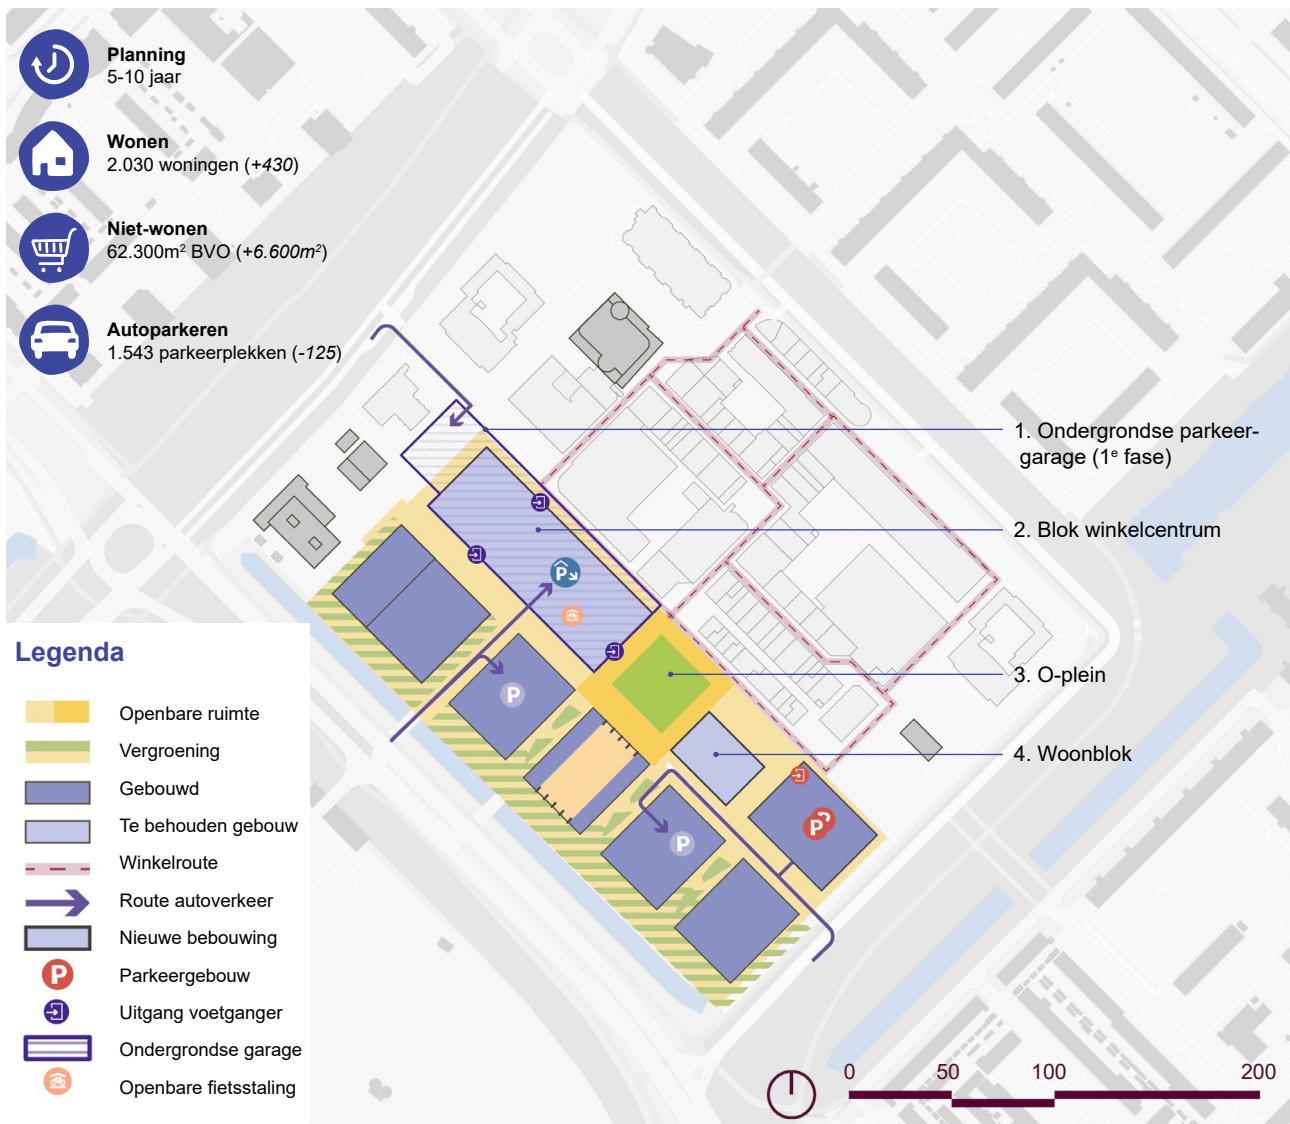 Planning
5-10 jaar
Wonen
2.030 woningen (+430)
Niet-wonen
62.300m² BVO (+6.600m²)
Autoparkeren
1.543 parkeerplekken (-125)
1. Ondergrondse parkeer-
garage (1e fase)
2. Blok winkelcentrum
3. O-plein
4. Woonblok
P
P
P
P
Legenda
Openbare ruimte
Vergroening
Gebouwd
Te behouden gebouw
Winkelroute
Route autoverkeer
Nieuwe bebouwing
P Parkeergebouw
Uitgang voetganger
Ondergrondse garage
Openbare fietsstaling
0 50 100 200